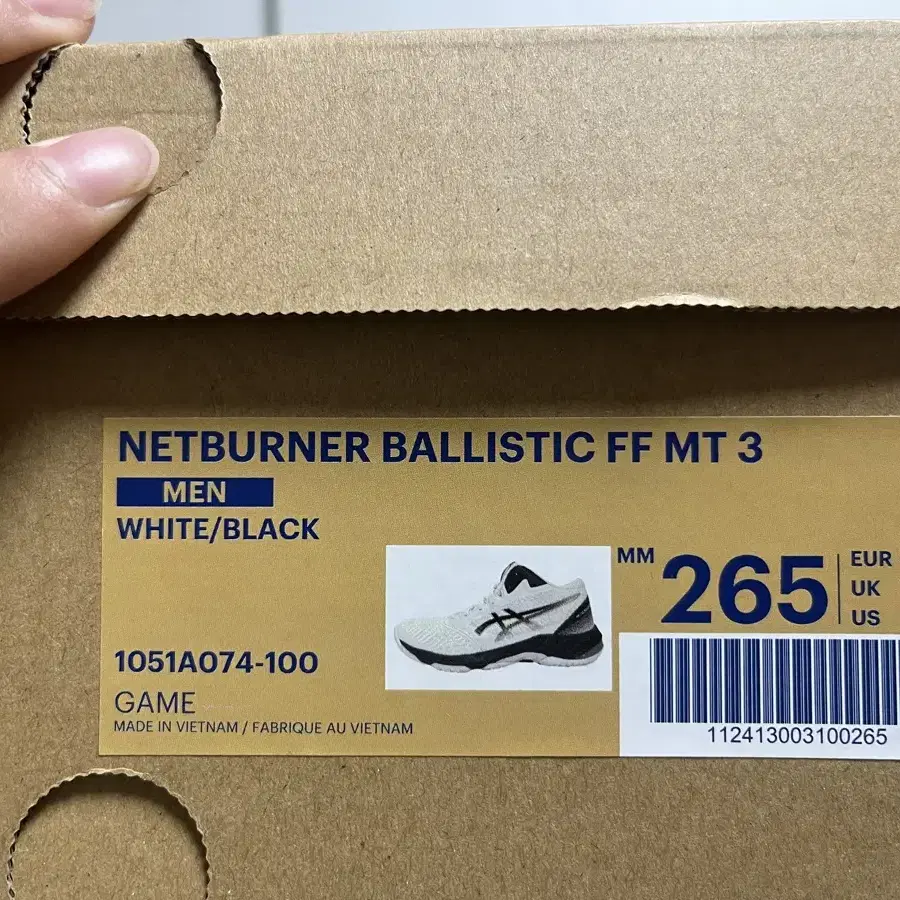 NETBURNER BALLISTIC FF MT 3
MEN
WHITE/BLACK
MM 265 EUR
UK
US
1051A074-100
GAME
MADE IN VIETNAM / FABRIQUE AU VIETNAM
112413003100265